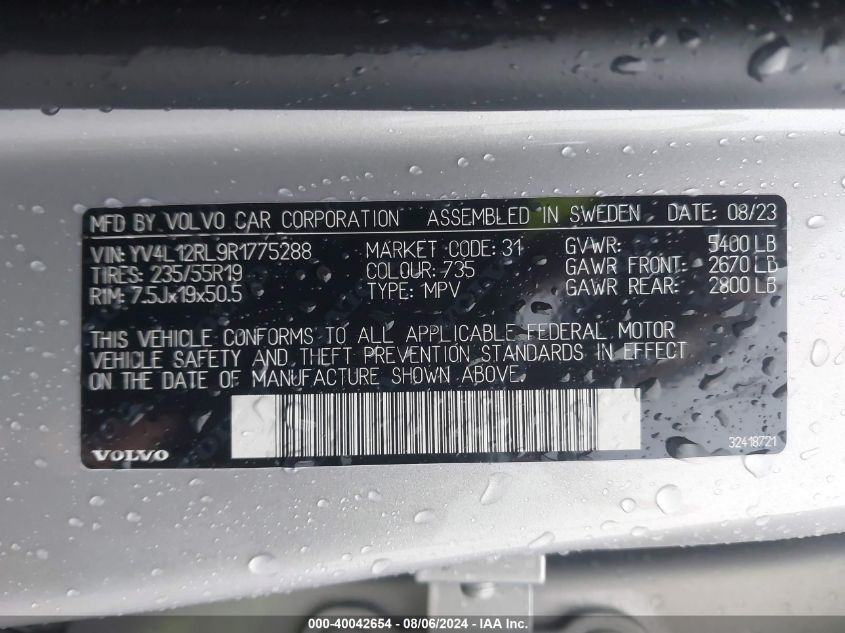 MFD BY VOLVO CAR CORPORATION ASSEMBLED IN SWEDEN DATE: 08/23
VIN: YV4L12RL9R1775288 MARKET CODE: 31 GVWR: 5400 LB
TIRES: 235/55R19 COLOUR: 735 GAWR FRONT: 2670 LB
RIM: 7.5Jx19x50.5 TYPE: MPV GAWR REAR: 2800 LB
THIS VEHICLE CONFORMS TO ALL APPLICABLE FEDERAL MOTOR
VEHICLE SAFETY AND THEFT PREVENTION STANDARDS IN EFFECT
ON THE DATE OF MANUFACTURE SHOWN ABOVE.
VOLVO 32418721
000-40042654 - 08/06/2024 - IAA Inc.